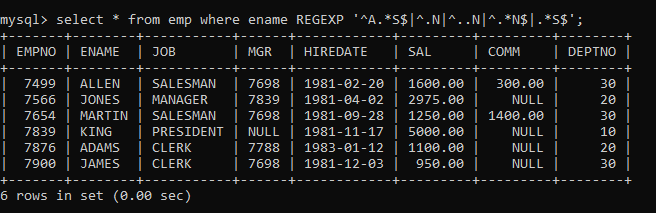 mysql> select * from emp where ename REGEXP '^A.*S$|^.N|^..N|^.*N$|.*S$';
+-------+--------+-----------+------+------------+---------+---------+--------+
| EMPNO | ENAME  | JOB       | MGR  | HIREDATE   | SAL     | COMM    | DEPTNO |
+-------+--------+-----------+------+------------+---------+---------+--------+
|  7499 | ALLEN  | SALESMAN  | 7698 | 1981-02-20 | 1600.00 |  300.00 |     30 |
|  7566 | JONES  | MANAGER   | 7839 | 1981-04-02 | 2975.00 |    NULL |     20 |
|  7654 | MARTIN | SALESMAN  | 7698 | 1981-09-28 | 1250.00 | 1400.00 |     30 |
|  7839 | KING   | PRESIDENT | NULL | 1981-11-17 | 5000.00 |    NULL |     10 |
|  7876 | ADAMS  | CLERK     | 7788 | 1983-01-12 | 1100.00 |    NULL |     20 |
|  7900 | JAMES  | CLERK     | 7698 | 1981-12-03 |  950.00 |    NULL |     30 |
+-------+--------+-----------+------+------------+---------+---------+--------+
6 rows in set (0.00 sec)